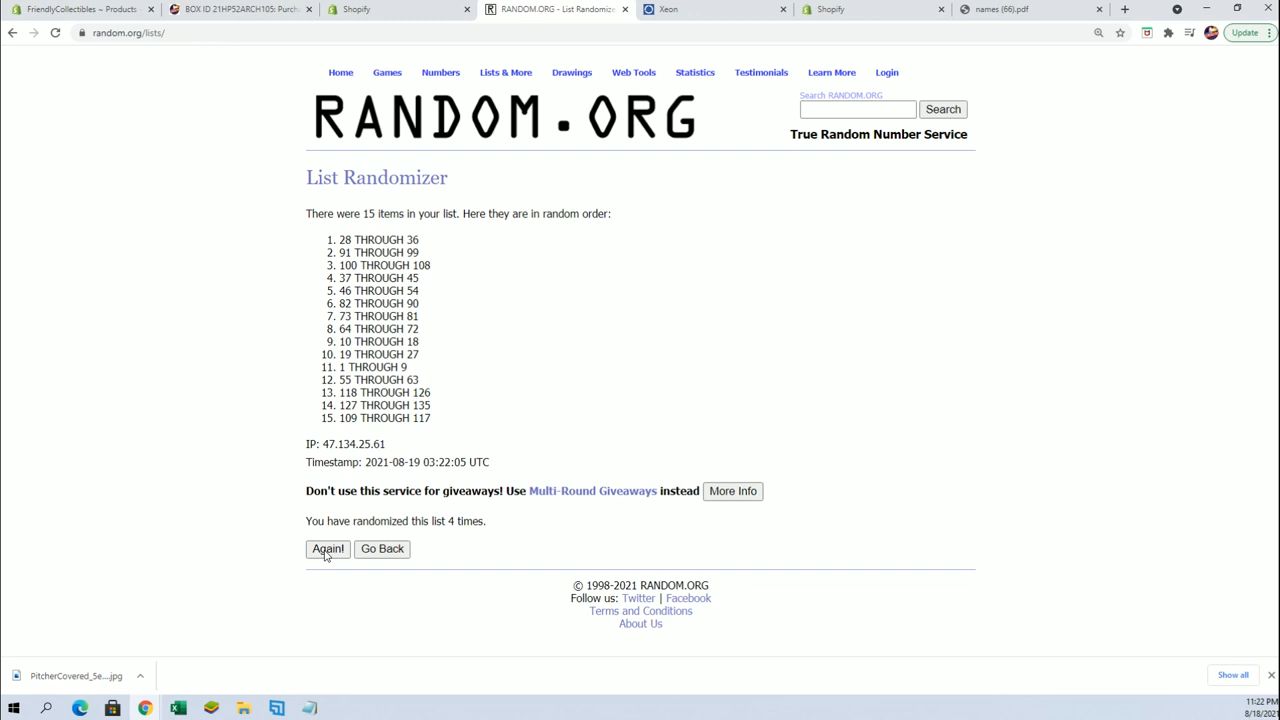 FriendlyCollectibles ~ Products ·
BOX ID 21HP52ARCH105: Purch
Shopify
RANDOM.ORG - List Randomize
Xeon
Shopify
names (66).pdf
random.org/lists/
Update
Home Games Numbers Lists & More Drawings Web Tools Statistics Testimonials Learn More Login
RANDOM.ORG
Search RANDOM.ORG
Search
True Random Number Service
List Randomizer
There were 15 items in your list. Here they are in random order:
1. 28 THROUGH 36
2. 91 THROUGH 99
3. 100 THROUGH 108
4. 37 THROUGH 45
5. 46 THROUGH 54
6. 82 THROUGH 90
7. 73 THROUGH 81
8. 64 THROUGH 72
9. 10 THROUGH 18
10. 19 THROUGH 27
11. 1 THROUGH 9
12. 55 THROUGH 63
13. 118 THROUGH 126
14. 127 THROUGH 135
15. 109 THROUGH 117
IP: 47.134.25.61
Timestamp: 2021-08-19 03:22:05 UTC
Don't use this service for giveaways! Use Multi-Round Giveaways instead More Info
You have randomized this list 4 times.
Again! Go Back
© 1998-2021 RANDOM.ORG
Follow us: Twitter | Facebook
Terms and Conditions
About Us
PitcherCovered_5e....jpg
Show all
11:22 PM
8/18/2021